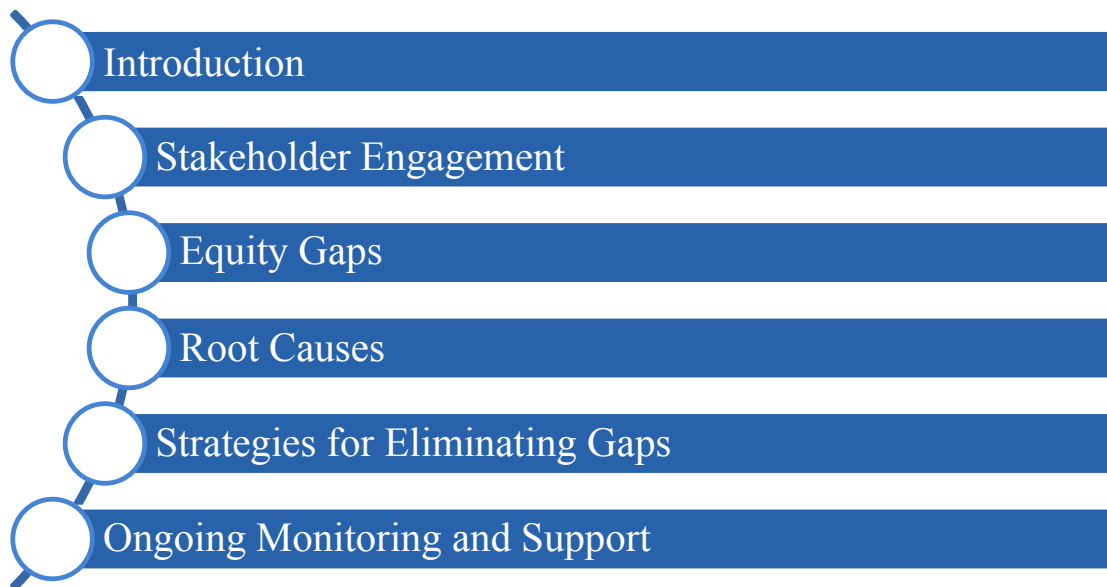 Introduction
Stakeholder Engagement
Equity Gaps
Root Causes
Strategies for Eliminating Gaps
Ongoing Monitoring and Support